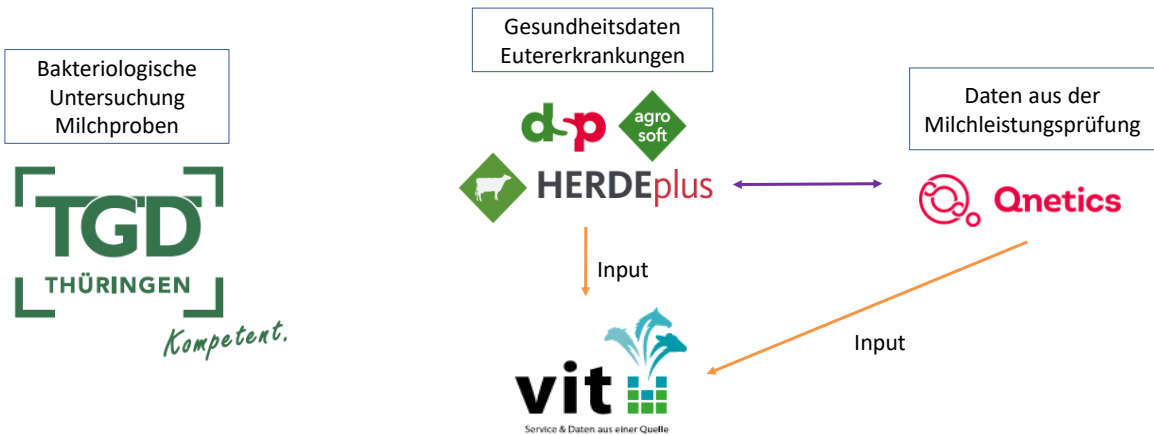 Bakteriologische
Untersuchung
Milchproben
TGD
THÜRINGEN
Kompetent.
Gesundheitsdaten
Eutererkrankungen
dsp
agro
soft
HERDEplus
Daten aus der
Milchleistungsprüfung
Qnetics
Input
Input
vit
Service & Daten aus einer Quelle